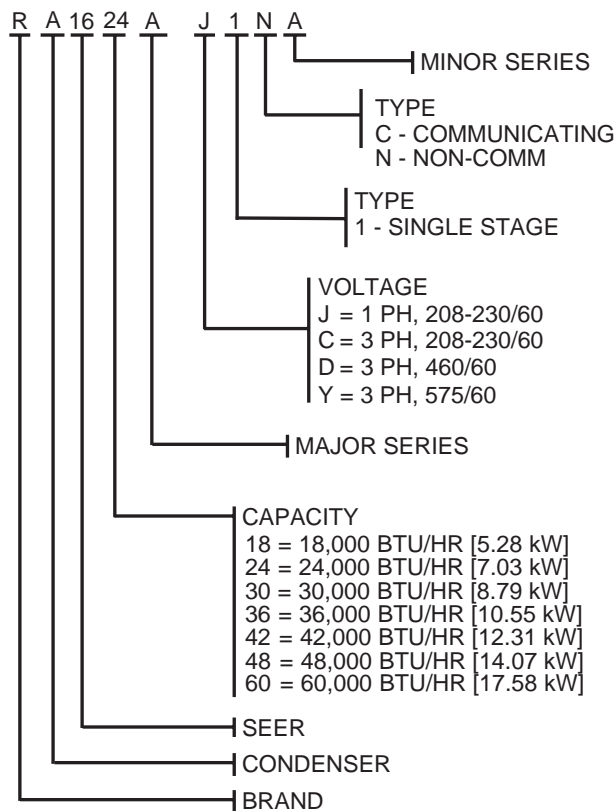 R A 16 24 A J 1 N A
MINOR SERIES
TYPE
C - COMMUNICATING
N - NON-COMM
TYPE
1 - SINGLE STAGE
VOLTAGE
J = 1 PH, 208-230/60
C = 3 PH, 208-230/60
D = 3 PH, 460/60
Y = 3 PH, 575/60
MAJOR SERIES
CAPACITY
18 = 18,000 BTU/HR [5.28 kW]
24 = 24,000 BTU/HR [7.03 kW]
30 = 30,000 BTU/HR [8.79 kW]
36 = 36,000 BTU/HR [10.55 kW]
42 = 42,000 BTU/HR [12.31 kW]
48 = 48,000 BTU/HR [14.07 kW]
60 = 60,000 BTU/HR [17.58 kW]
SEER
CONDENSER
BRAND